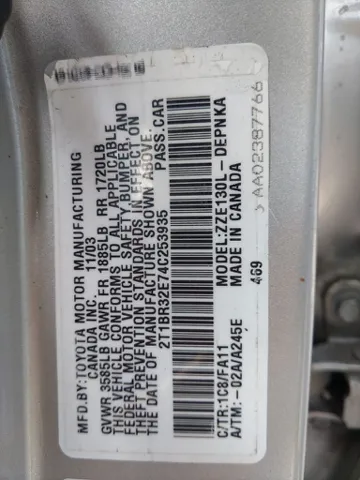 MFD.BY:TOYOTA MOTOR MANUFACTURING
CANADA INC. 11/03
GVWR 3585LB GAWR FR 1885LB RR 1720LB
THIS VEHICLE CONFORMS TO ALL APPLICABLE
FEDERAL MOTOR VEHICLE SAFETY, BUMPER, AND
THEFT PREVENTION STANDARDS IN EFFECT ON
THE DATE OF MANUFACTURE SHOWN ABOVE.
2T1BR32E74C253935 PASS.CAR
C/TR:1C8/FA11 MODEL:ZZE130L-DEPNKA
A/TM:-02A/A245E MADE IN CANADA
469
AA02387766